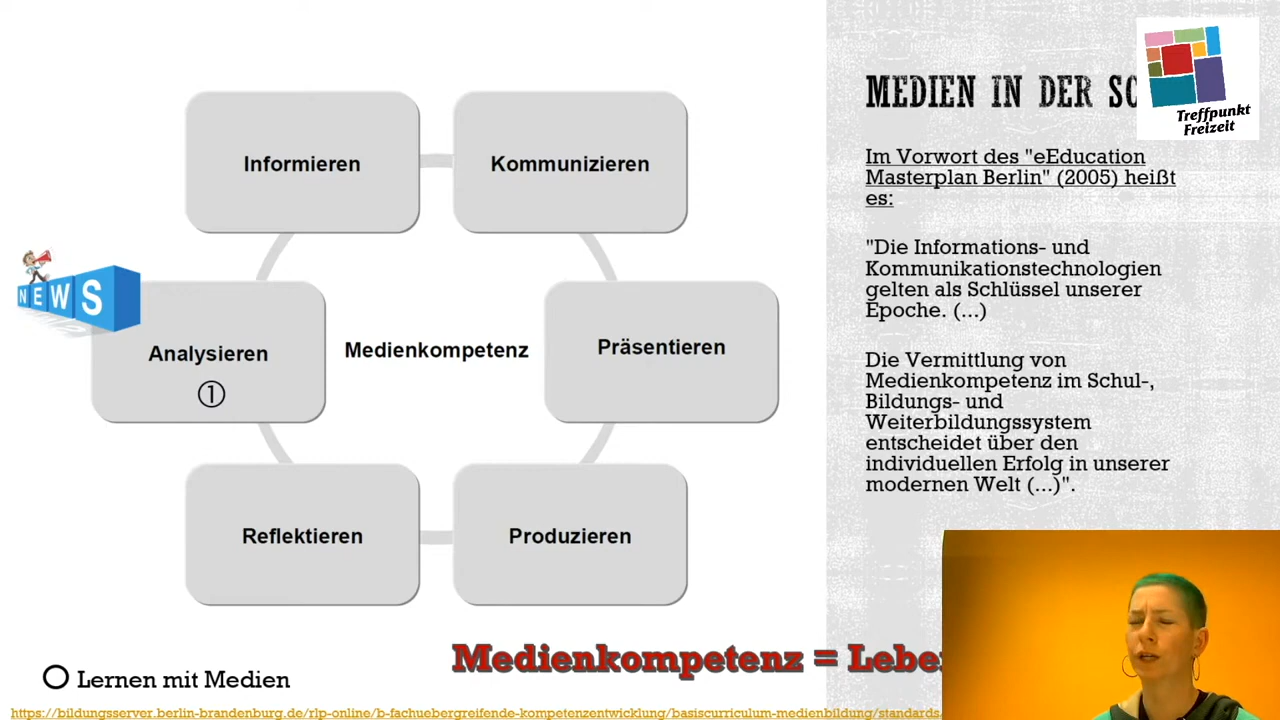 MEDIEN IN DER SC
Treffpunkt
Freizeit
Informieren
Kommunizieren
Im Vorwort des "eEducation
Masterplan Berlin" (2005) heißt
es:
"Die Informations- und
Kommunikationstechnologien
gelten als Schlüssel unserer
Epoche. (...)
NEWS
Analysieren
①
Medienkompetenz
Präsentieren
Die Vermittlung von
Medienkompetenz im Schul-,
Bildungs- und
Weiterbildungssystem
entscheidet über den
individuellen Erfolg in unserer
modernen Welt (...)".
Reflektieren
Produzieren
Medienkompetenz = Lebe
Lernen mit Medien
https://bildungsserver.berlin-brandenburg.de/rlp-online/b-fachuebergreifende-kompetenzentwicklung/basiscurriculum-medienbildung/standards.